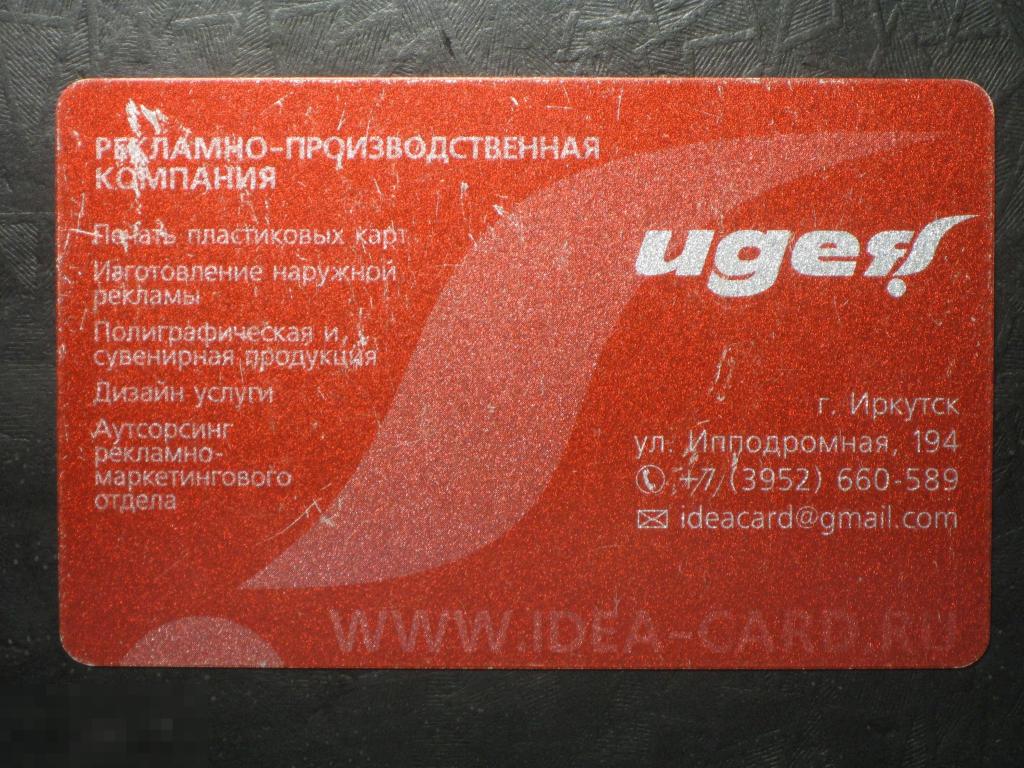 РЕКЛАМНО-ПРОИЗВОДСТВЕННАЯ
КОМПАНИЯ
Печать пластиковых карт
Изготовление наружной
рекламы
Полиграфическая и
сувенирная продукция
Дизайн услуги
Аутсорсинг
рекламно-
маркетингового
отдела
идея
г. Иркутск
ул. Ипподромная, 194
+7 (3952) 660-589
ideacard@gmail.com
WWW.IDEA-CARD.RU